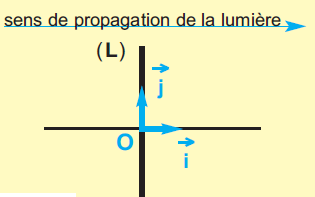 sens de propagation de la lumière
(L)
j
O
i